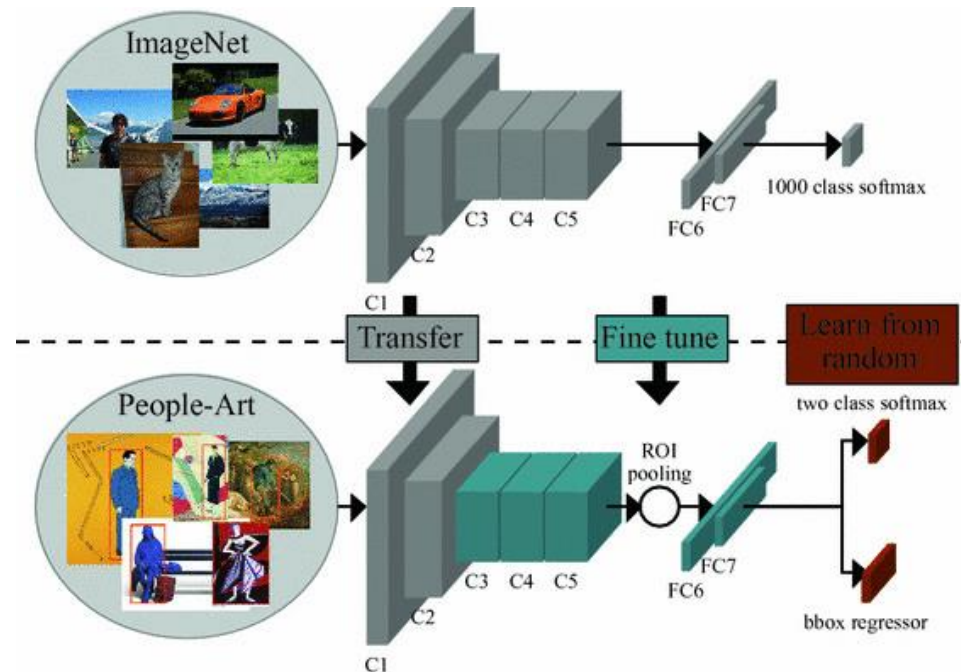 ImageNet
C1
C2
C3
C4
C5
FC6
FC7
1000 class softmax
Transfer
Fine tune
Learn from
random
People-Art
C1
C2
C3
C4
C5
ROI
pooling
FC6
FC7
two class softmax
bbox regressor